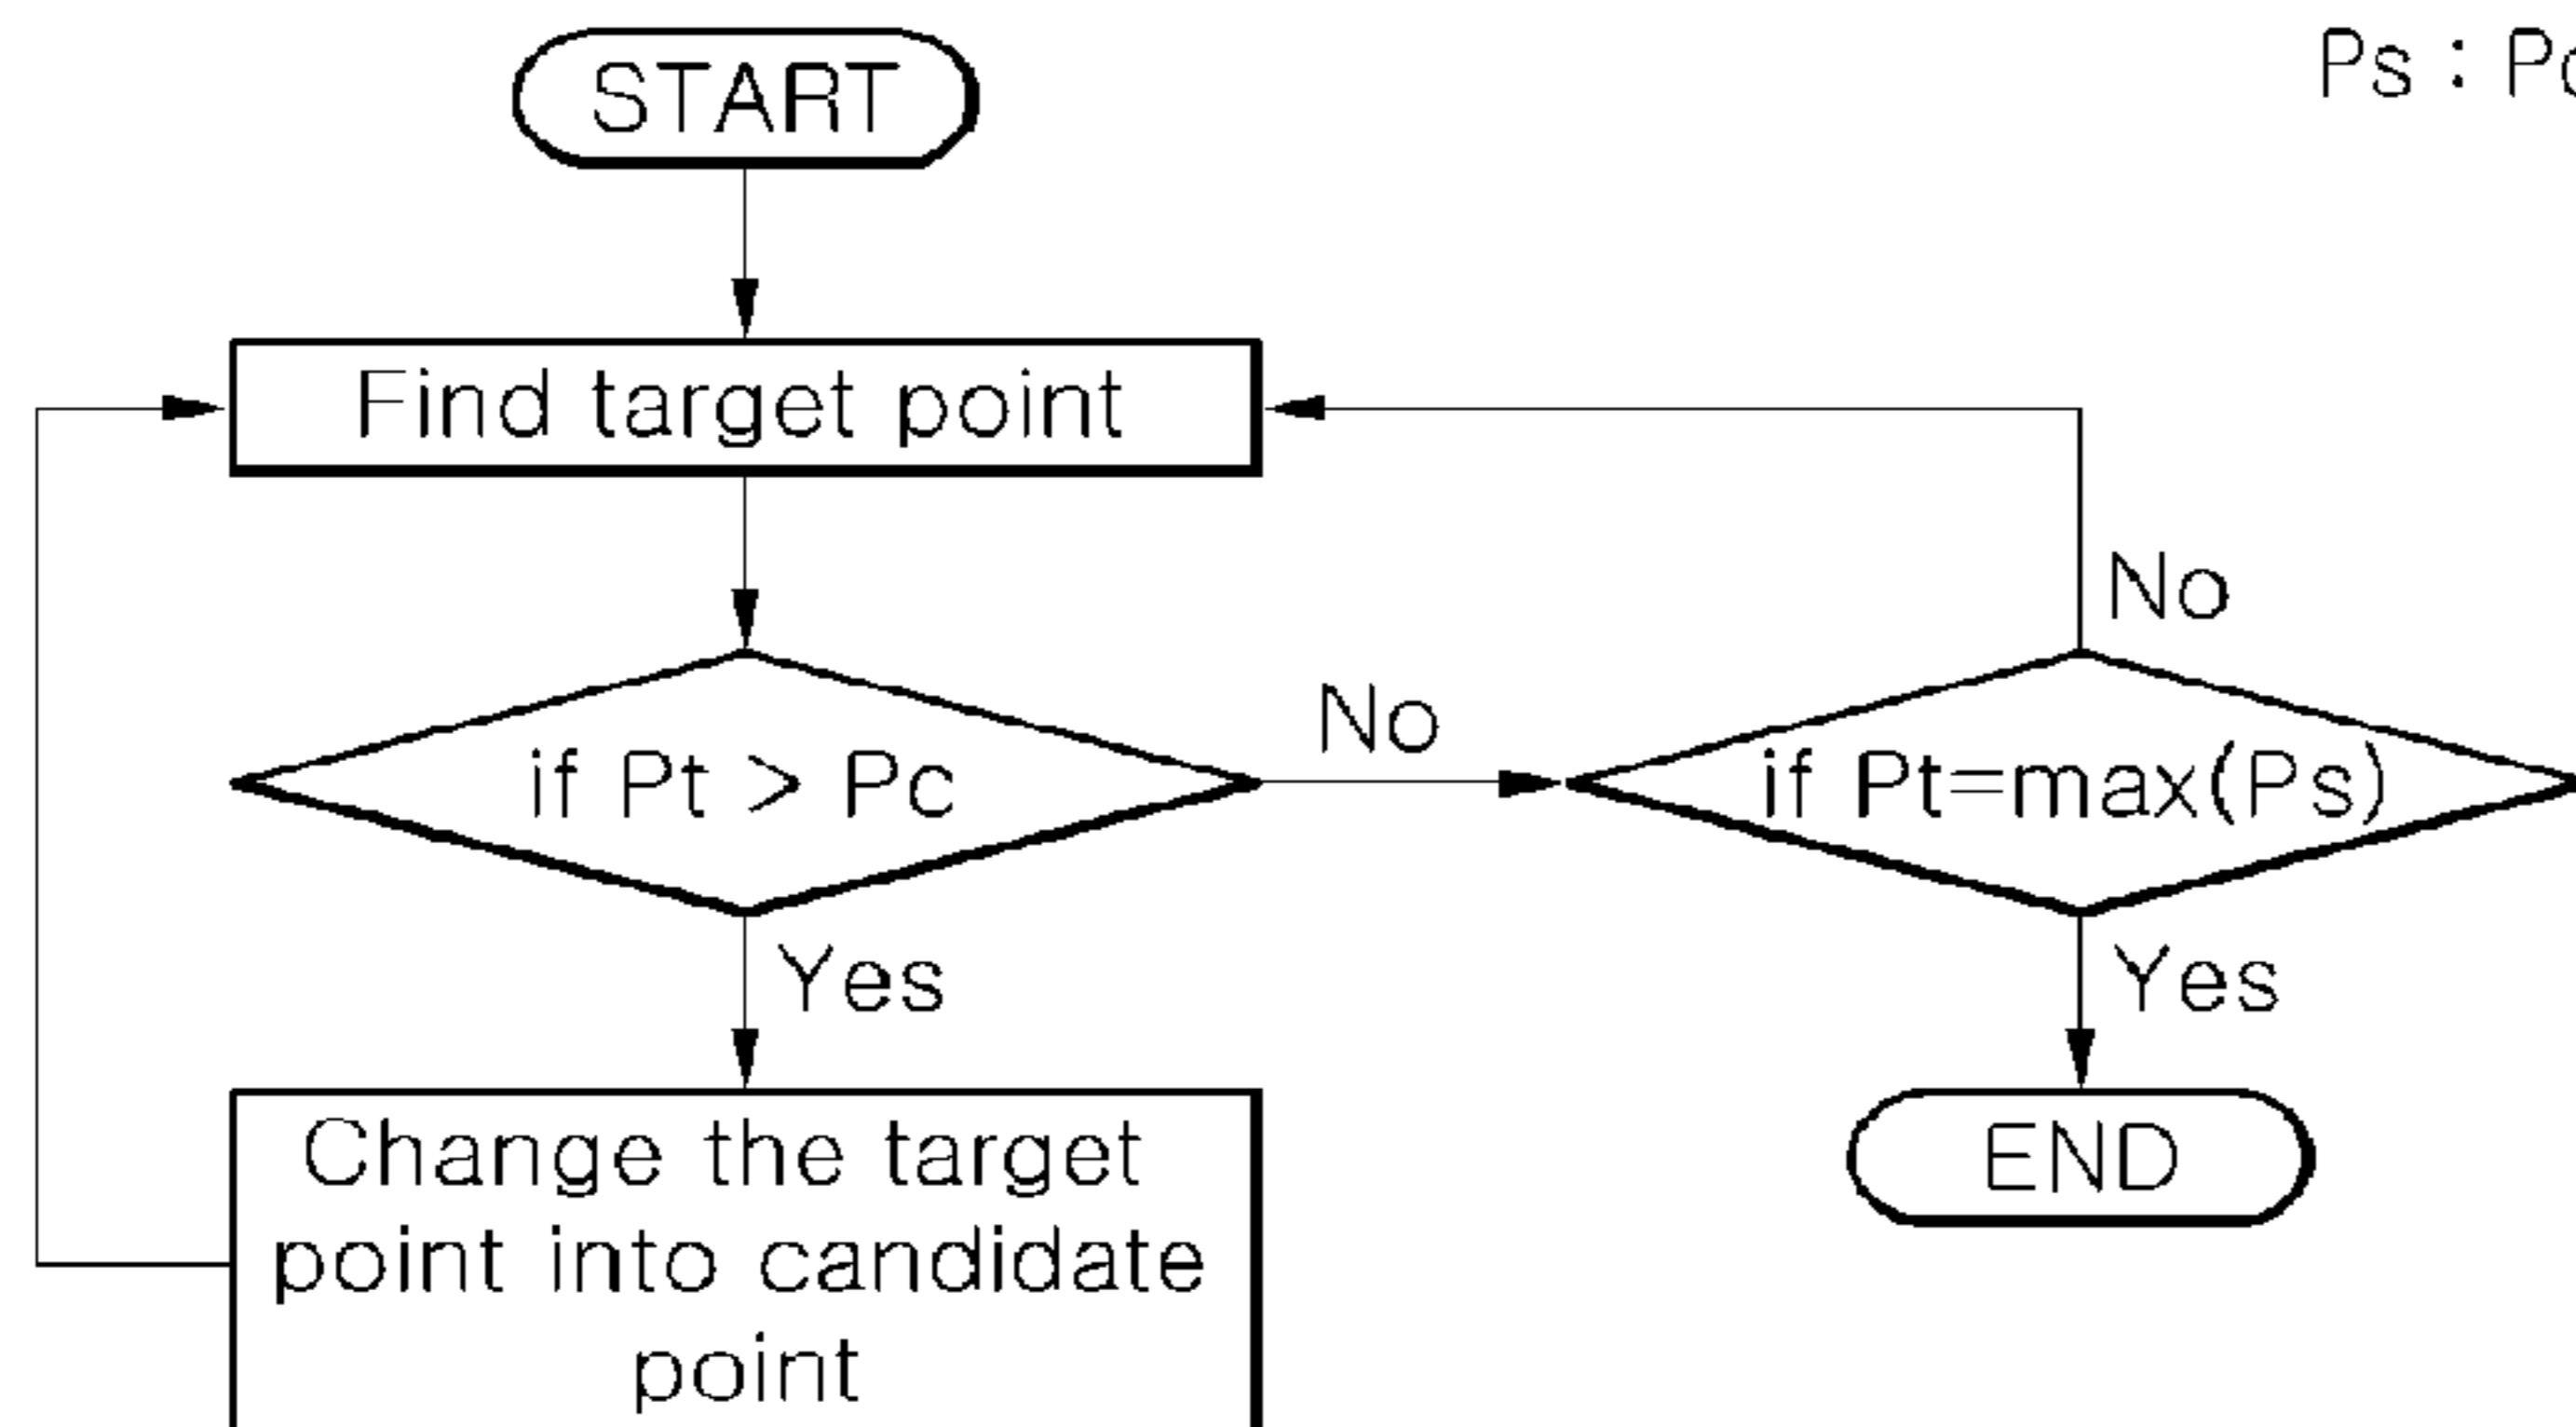 START
Ps :
Find target point
No
No
if Pt > Pc
if Pt=max(Ps)
Yes
Yes
Change the target
point into candidate
point
END